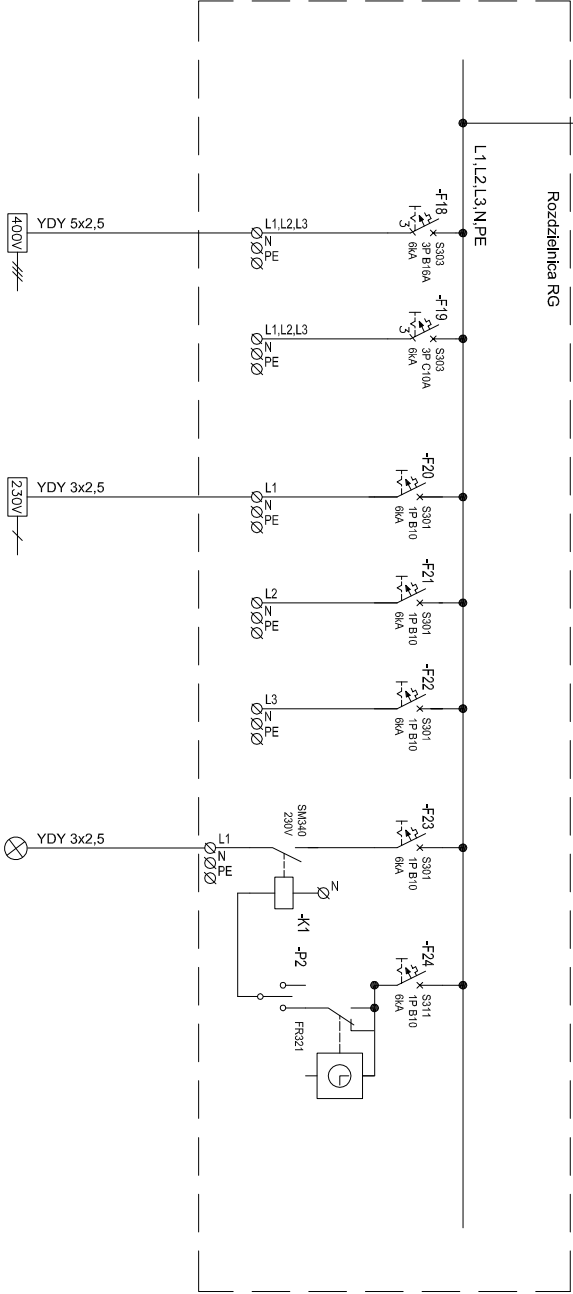 Rozdzielnica RG
L1,L2,L3,N,PE
-F18
S303
3P B16A
6kA
3
L1,L2,L3
N
PE
YDY 5x2,5
400V
-F19
S303
3P C10A
6kA
3
L1,L2,L3
N
PE
-F20
S301
1P B10
6kA
L1
N
PE
YDY 3x2,5
230V
-F21
S301
1P B10
6kA
L2
N
PE
-F22
S301
1P B10
6kA
L3
N
PE
-F23
S301
1P B10
6kA
SM340
230V
L1
N
PE
YDY 3x2,5
N
-K1
-P2
-F24
S311
1P B10
6kA
FR321